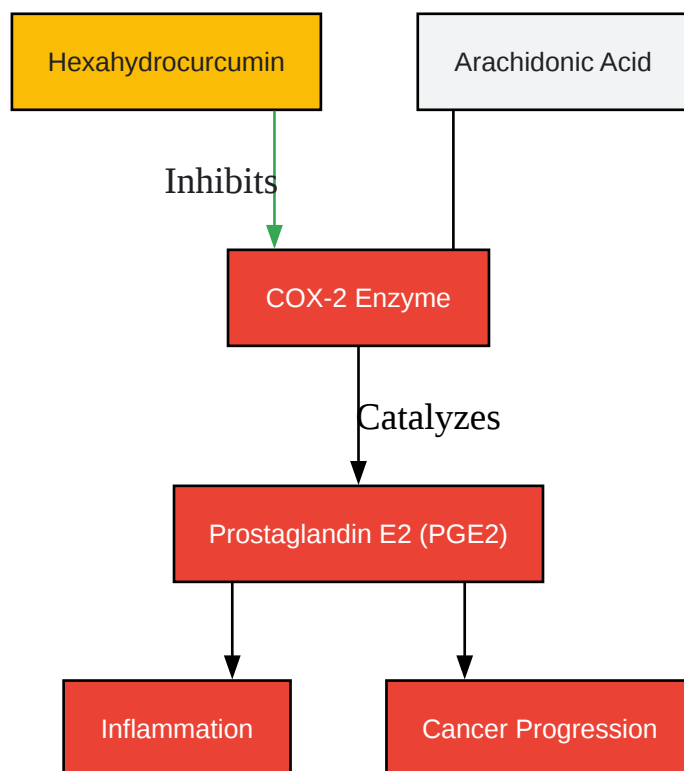 Hexahydrocurcumin
Arachidonic Acid
Inhibits
COX-2 Enzyme
Catalyzes
Prostaglandin E2 (PGE2)
Inflammation
Cancer Progression